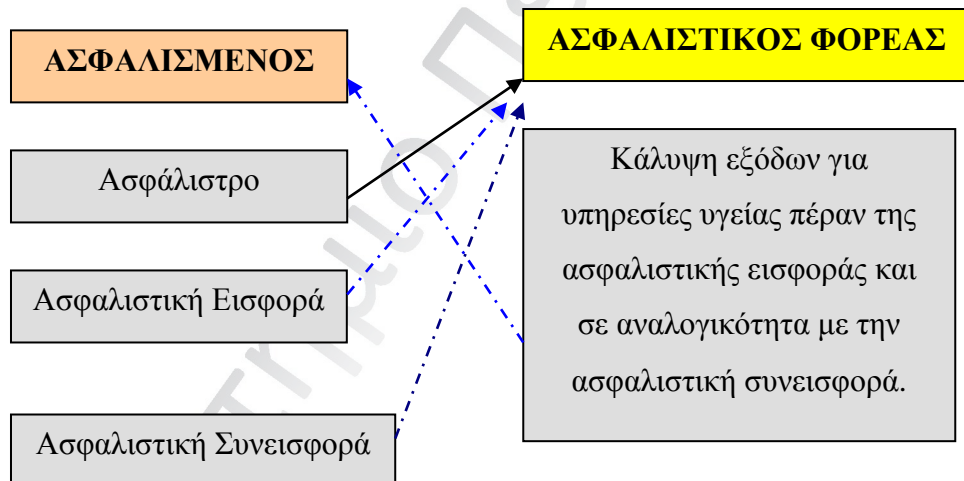 ΑΣΦΑΛΙΣΜΕΝΟΣ
Ασφάλιστρο
Ασφαλιστική Εισφορά
Ασφαλιστική Συνεισφορά
ΑΣΦΑΛΙΣΤΙΚΟΣ ΦΟΡΕΑΣ
Κάλυψη εξόδων για
υπηρεσίες υγείας πέραν της
ασφαλιστικής εισφοράς και
σε αναλογικότητα με την
ασφαλιστική συνεισφορά.